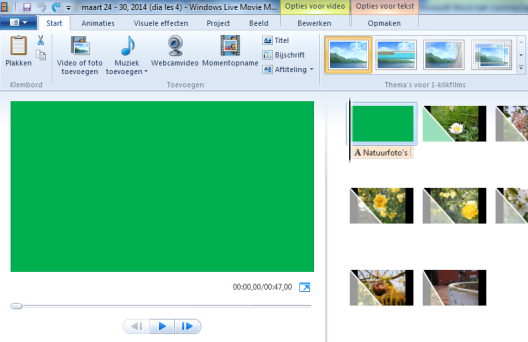 maart 24 - 30, 2014 (dia les 4) - Windows Live Movie M...
Opties voor video
Opties voor tekst
Start
Animaties
Visuele effecten
Project
Beeld
Bewerken
Opmaken
Plakken
Video of foto toevoegen
Muziek toevoegen
Webcamvideo
Momentopname
Titel
Bijschrift
Aftiteling
Klembord
Toevoegen
Thema's voor 1-klikfilms
A Natuurfoto's
00:00,00/00:47,00